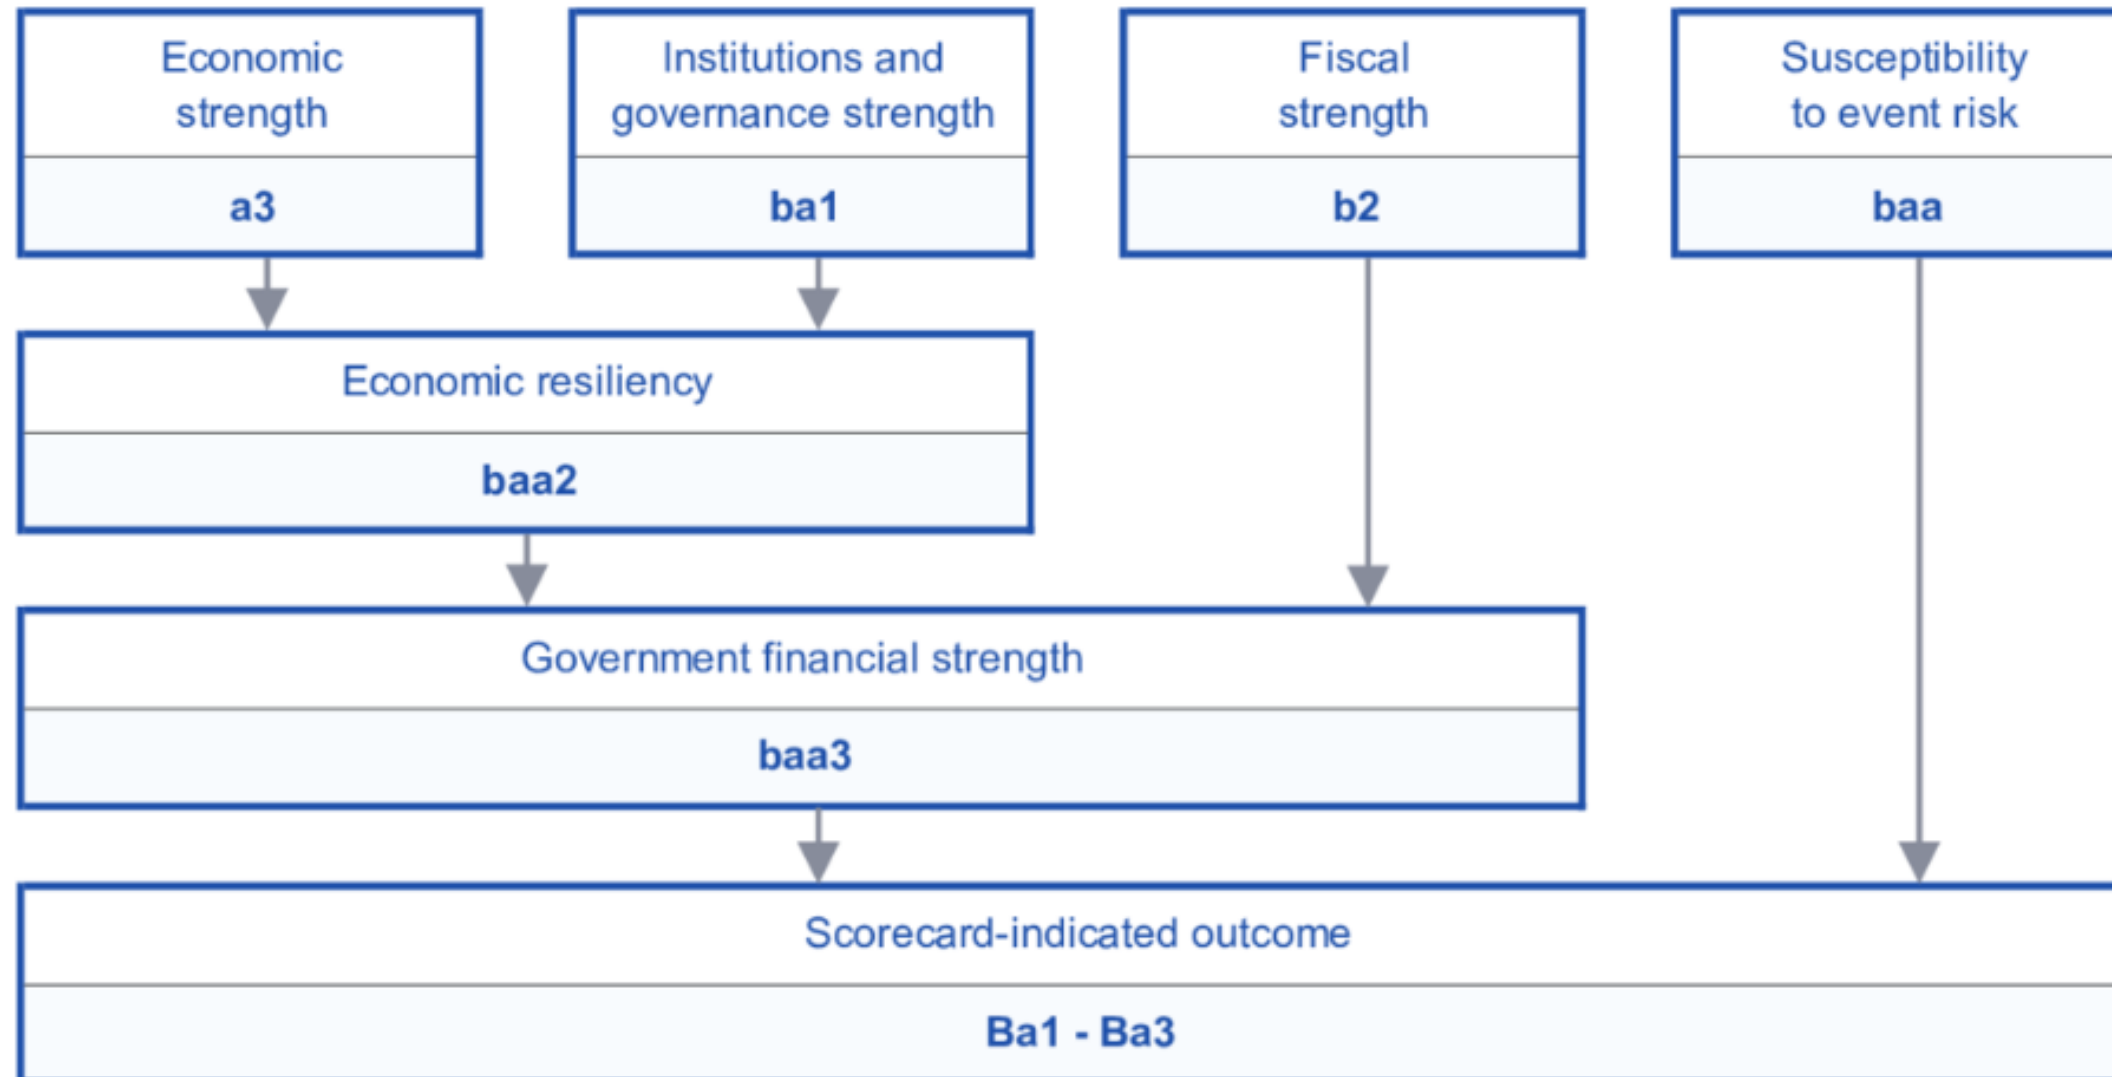 Economic
strength
a3
Institutions and
governance strength
ba1
Fiscal
strength
b2
Susceptibility
to event risk
baa
Economic resiliency
baa2
Government financial strength
baa3
Scorecard-indicated outcome
Ba1 - Ba3